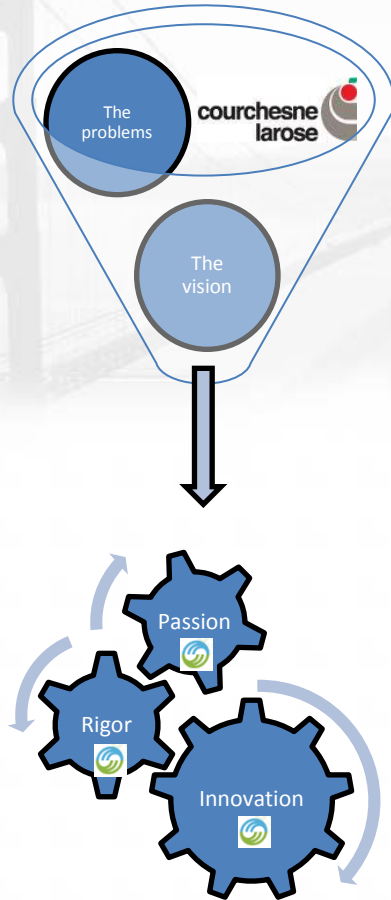 The
problems
courchesne
larose
The
vision
Passion
Rigor
Innovation